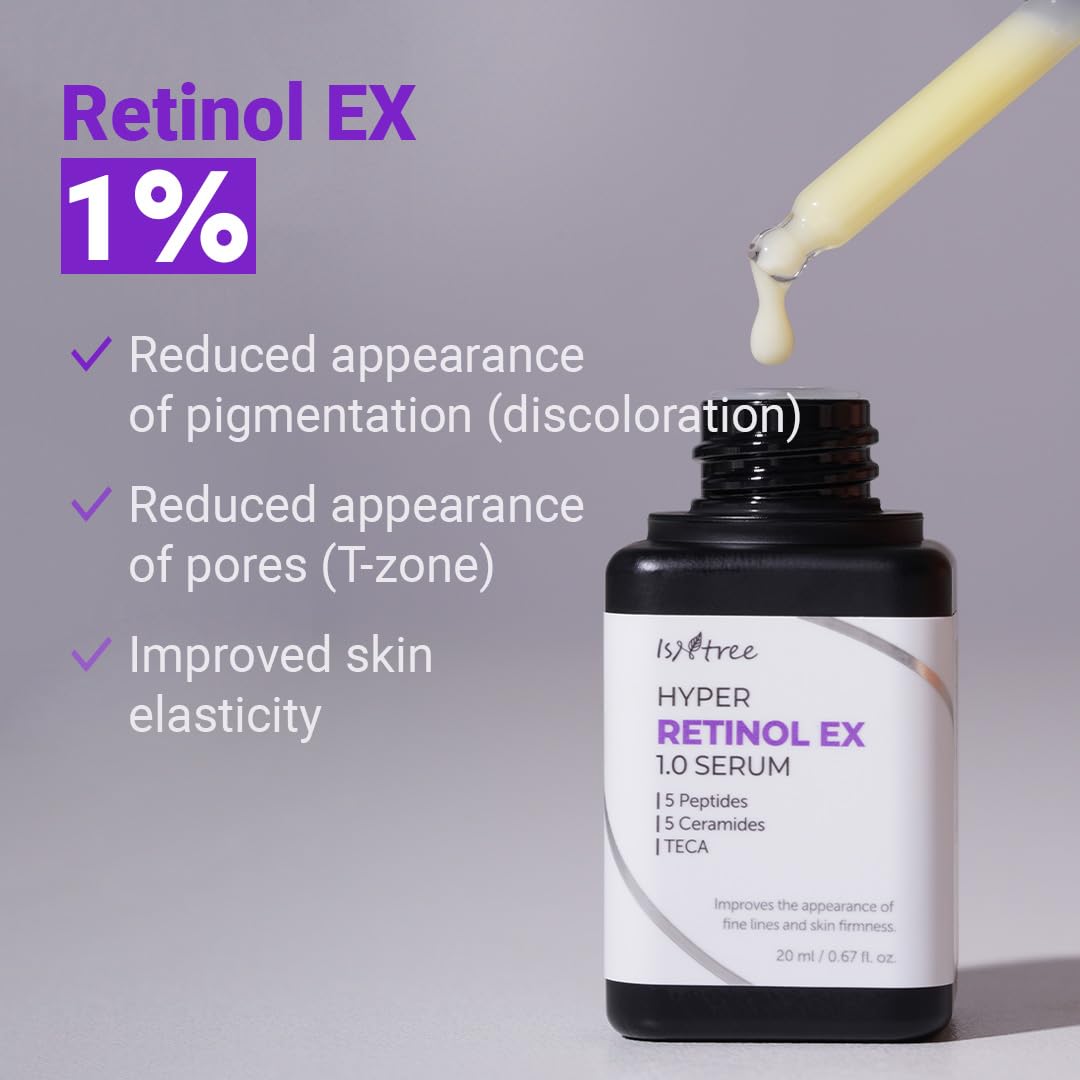 Retinol EX
1%
Reduced appearance
of pigmentation (discoloration)
Reduced appearance
of pores (T-zone)
Improved skin
elasticity
Isntree
HYPER
RETINOL EX
1.0 SERUM
5 Peptides
5 Ceramides
TECA
Improves the appearance of
fine lines and skin firmness.
20 ml / 0.67 fl. oz.